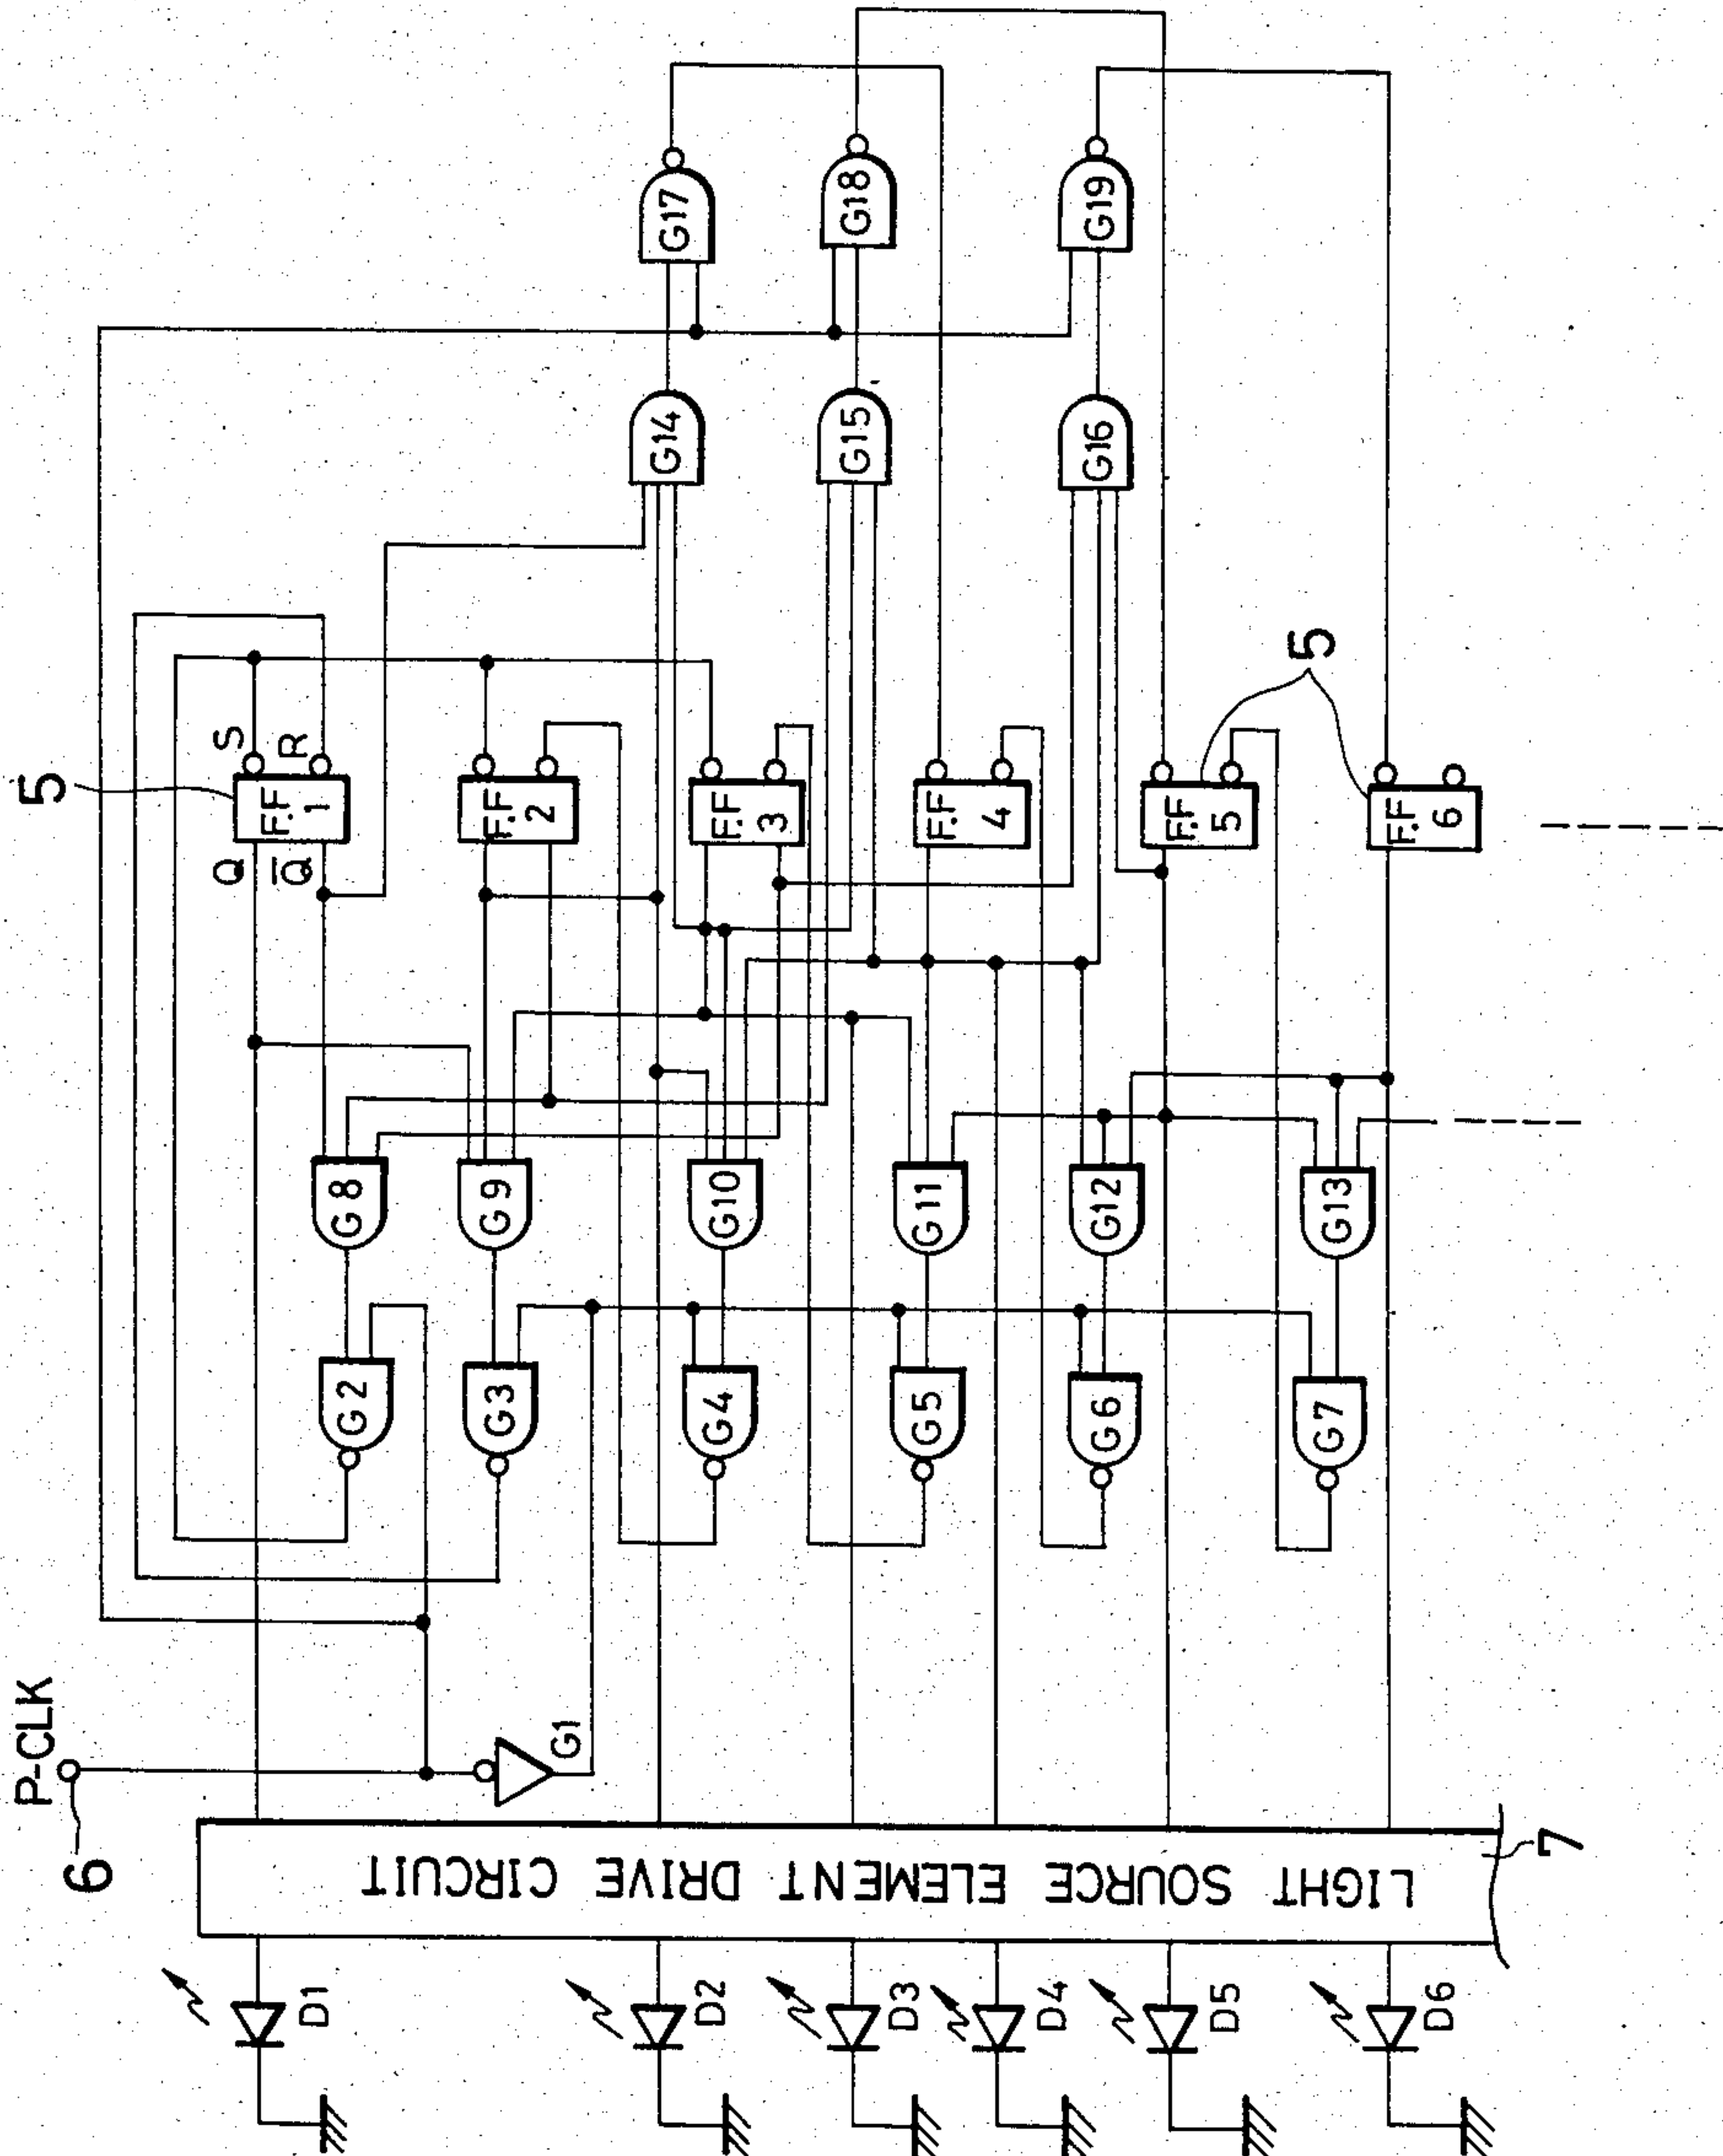 5
S
R
F.F 1
Q
Q̅
F.F 2
F.F 3
F.F 4
F.F 5
F.F 6
5
G17
G18
G19
G14
G15
G16
G8
G9
G10
G11
G12
G13
G2
G3
G4
G5
G6
G7
P-CLK
6
G1
LIGHT SOURCE ELEMENT DRIVE CIRCUIT
7
D1
D2
D3
D4
D5
D6